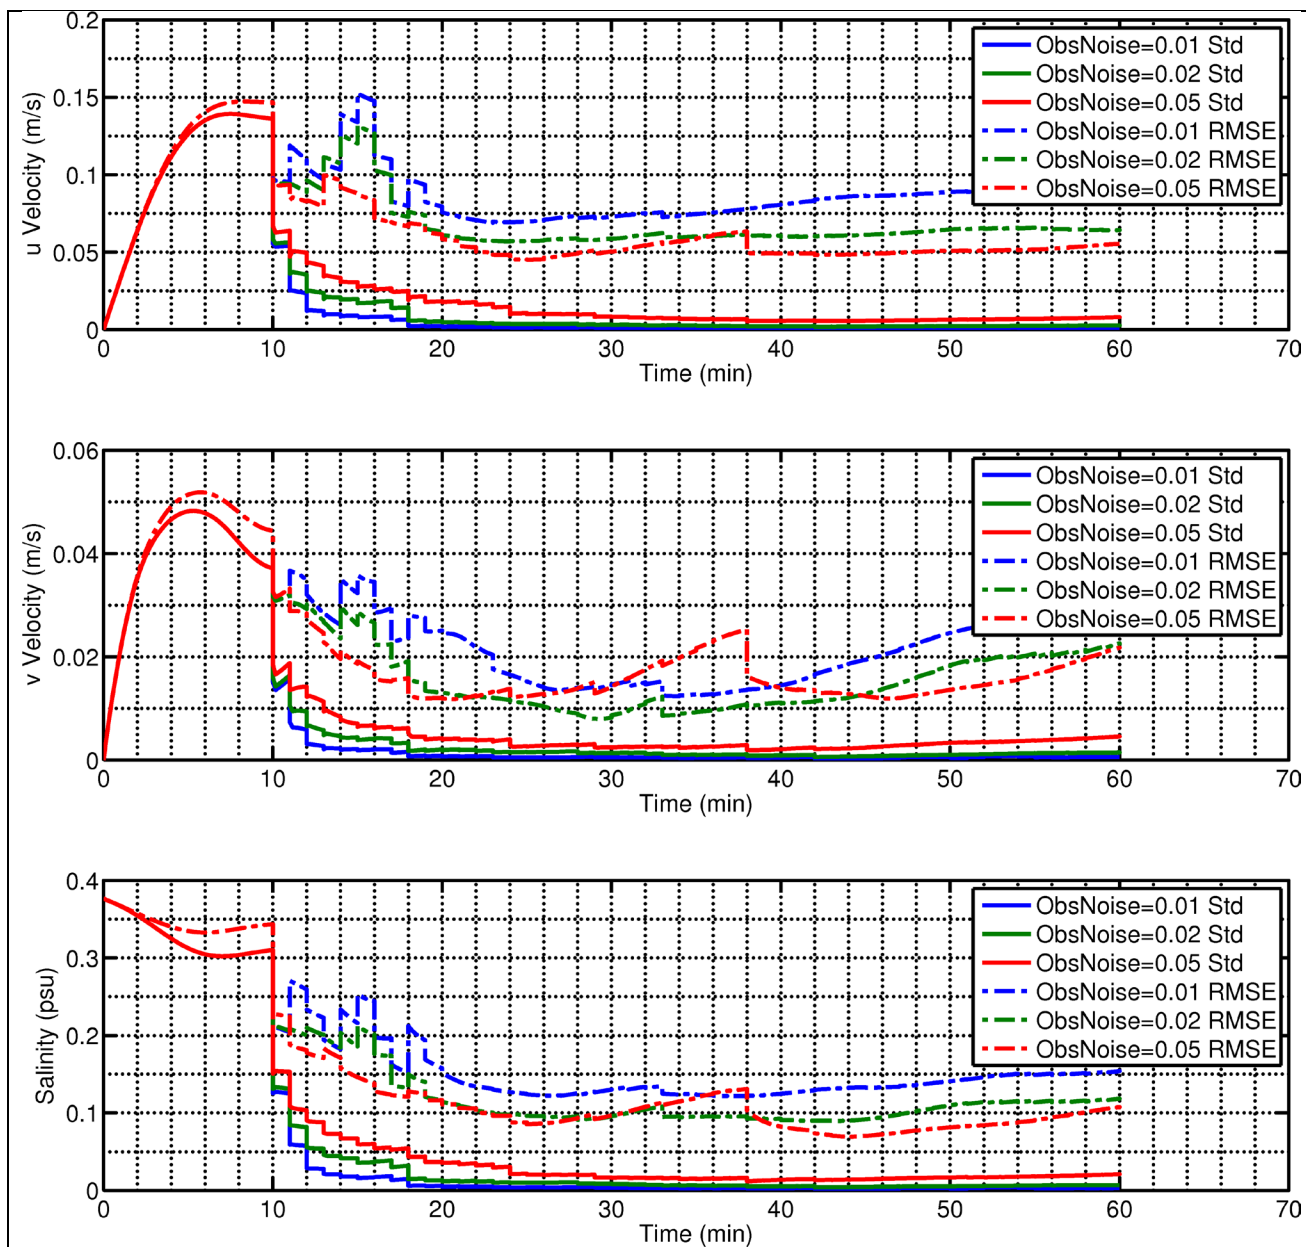 0.2
0.15
0.1
0.05
0
u Velocity (m/s)
ObsNoise=0.01 Std
ObsNoise=0.02 Std
ObsNoise=0.05 Std
ObsNoise=0.01 RMSE
ObsNoise=0.02 RMSE
ObsNoise=0.05 RMSE
0 10 20 30 40 50 60 70
Time (min)
0.06
0.04
0.02
0
v Velocity (m/s)
ObsNoise=0.01 Std
ObsNoise=0.02 Std
ObsNoise=0.05 Std
ObsNoise=0.01 RMSE
ObsNoise=0.02 RMSE
ObsNoise=0.05 RMSE
0 10 20 30 40 50 60 70
Time (min)
0.4
0.3
0.2
0.1
0
Salinity (psu)
ObsNoise=0.01 Std
ObsNoise=0.02 Std
ObsNoise=0.05 Std
ObsNoise=0.01 RMSE
ObsNoise=0.02 RMSE
ObsNoise=0.05 RMSE
0 10 20 30 40 50 60 70
Time (min)